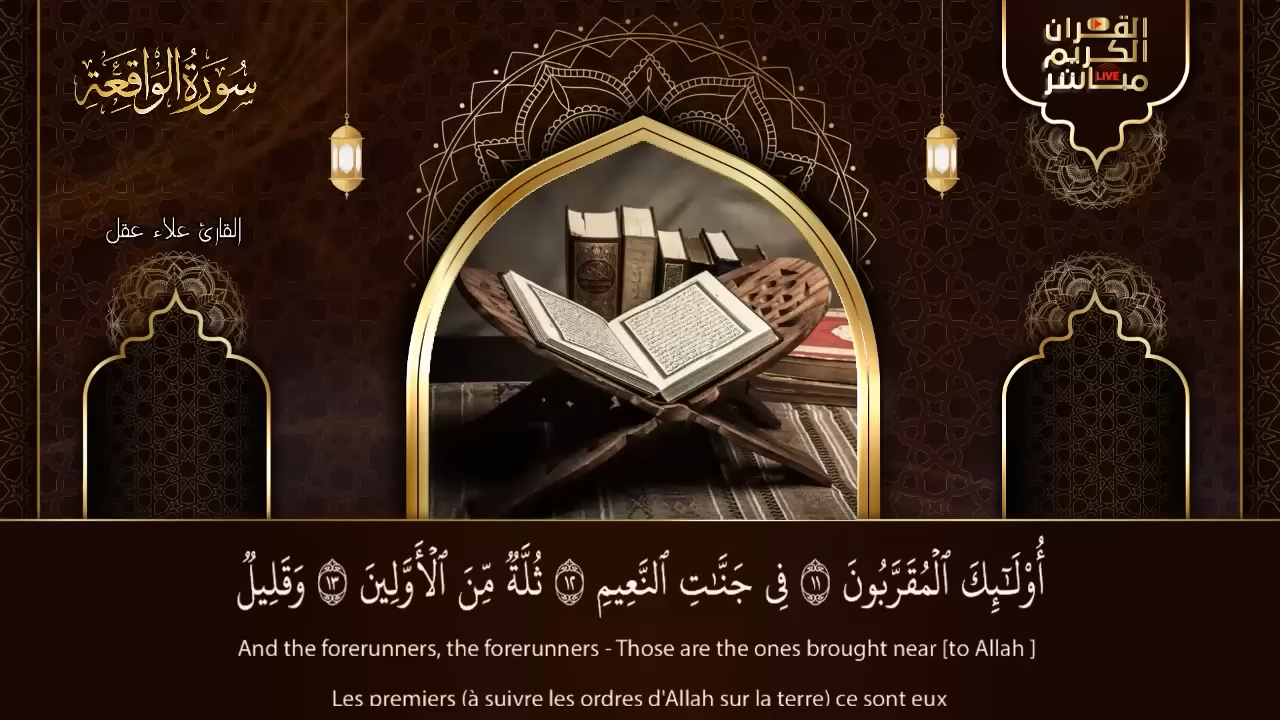 سُورَةُ الوَاقِعَةِ
القرآن
الكريم
مباشر
LIVE
القارئ علاء عقل
أُوْلَـٰٓئِكَ ٱلْمُقَرَّبُونَ ١١ فِى جَنَّـٰتِ ٱلنَّعِيمِ ١٢ ثُلَّةٌ مِّنَ ٱلْأَوَّلِينَ ١٣ وَقَلِيلٌ
And the forerunners, the forerunners - Those are the ones brought near [to Allah ]
Les premiers (à suivre les ordres d'Allah sur la terre) ce sont eux